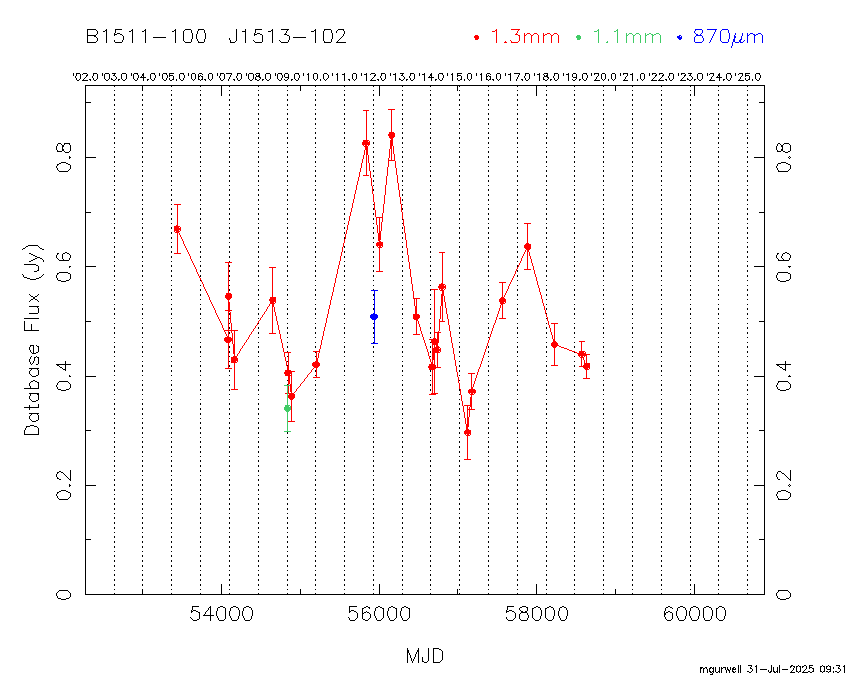 B1511-100 J1513-102 1.3mm 1.1mm 870μm
'02.0 '03.0 '04.0 '05.0 '06.0 '07.0 '08.0 '09.0 '10.0 '11.0 '12.0 '13.0 '14.0 '15.0 '16.0 '17.0 '18.0 '19.0 '20.0 '21.0 '22.0 '23.0 '24.0 '25.0
0.8 0.8
0.6 0.6
Database Flux (Jy)
0.4 0.4
0.2 0.2
0 0
54000 56000 58000 60000
MJD
mgurwell 31-Jul-2025 09:31